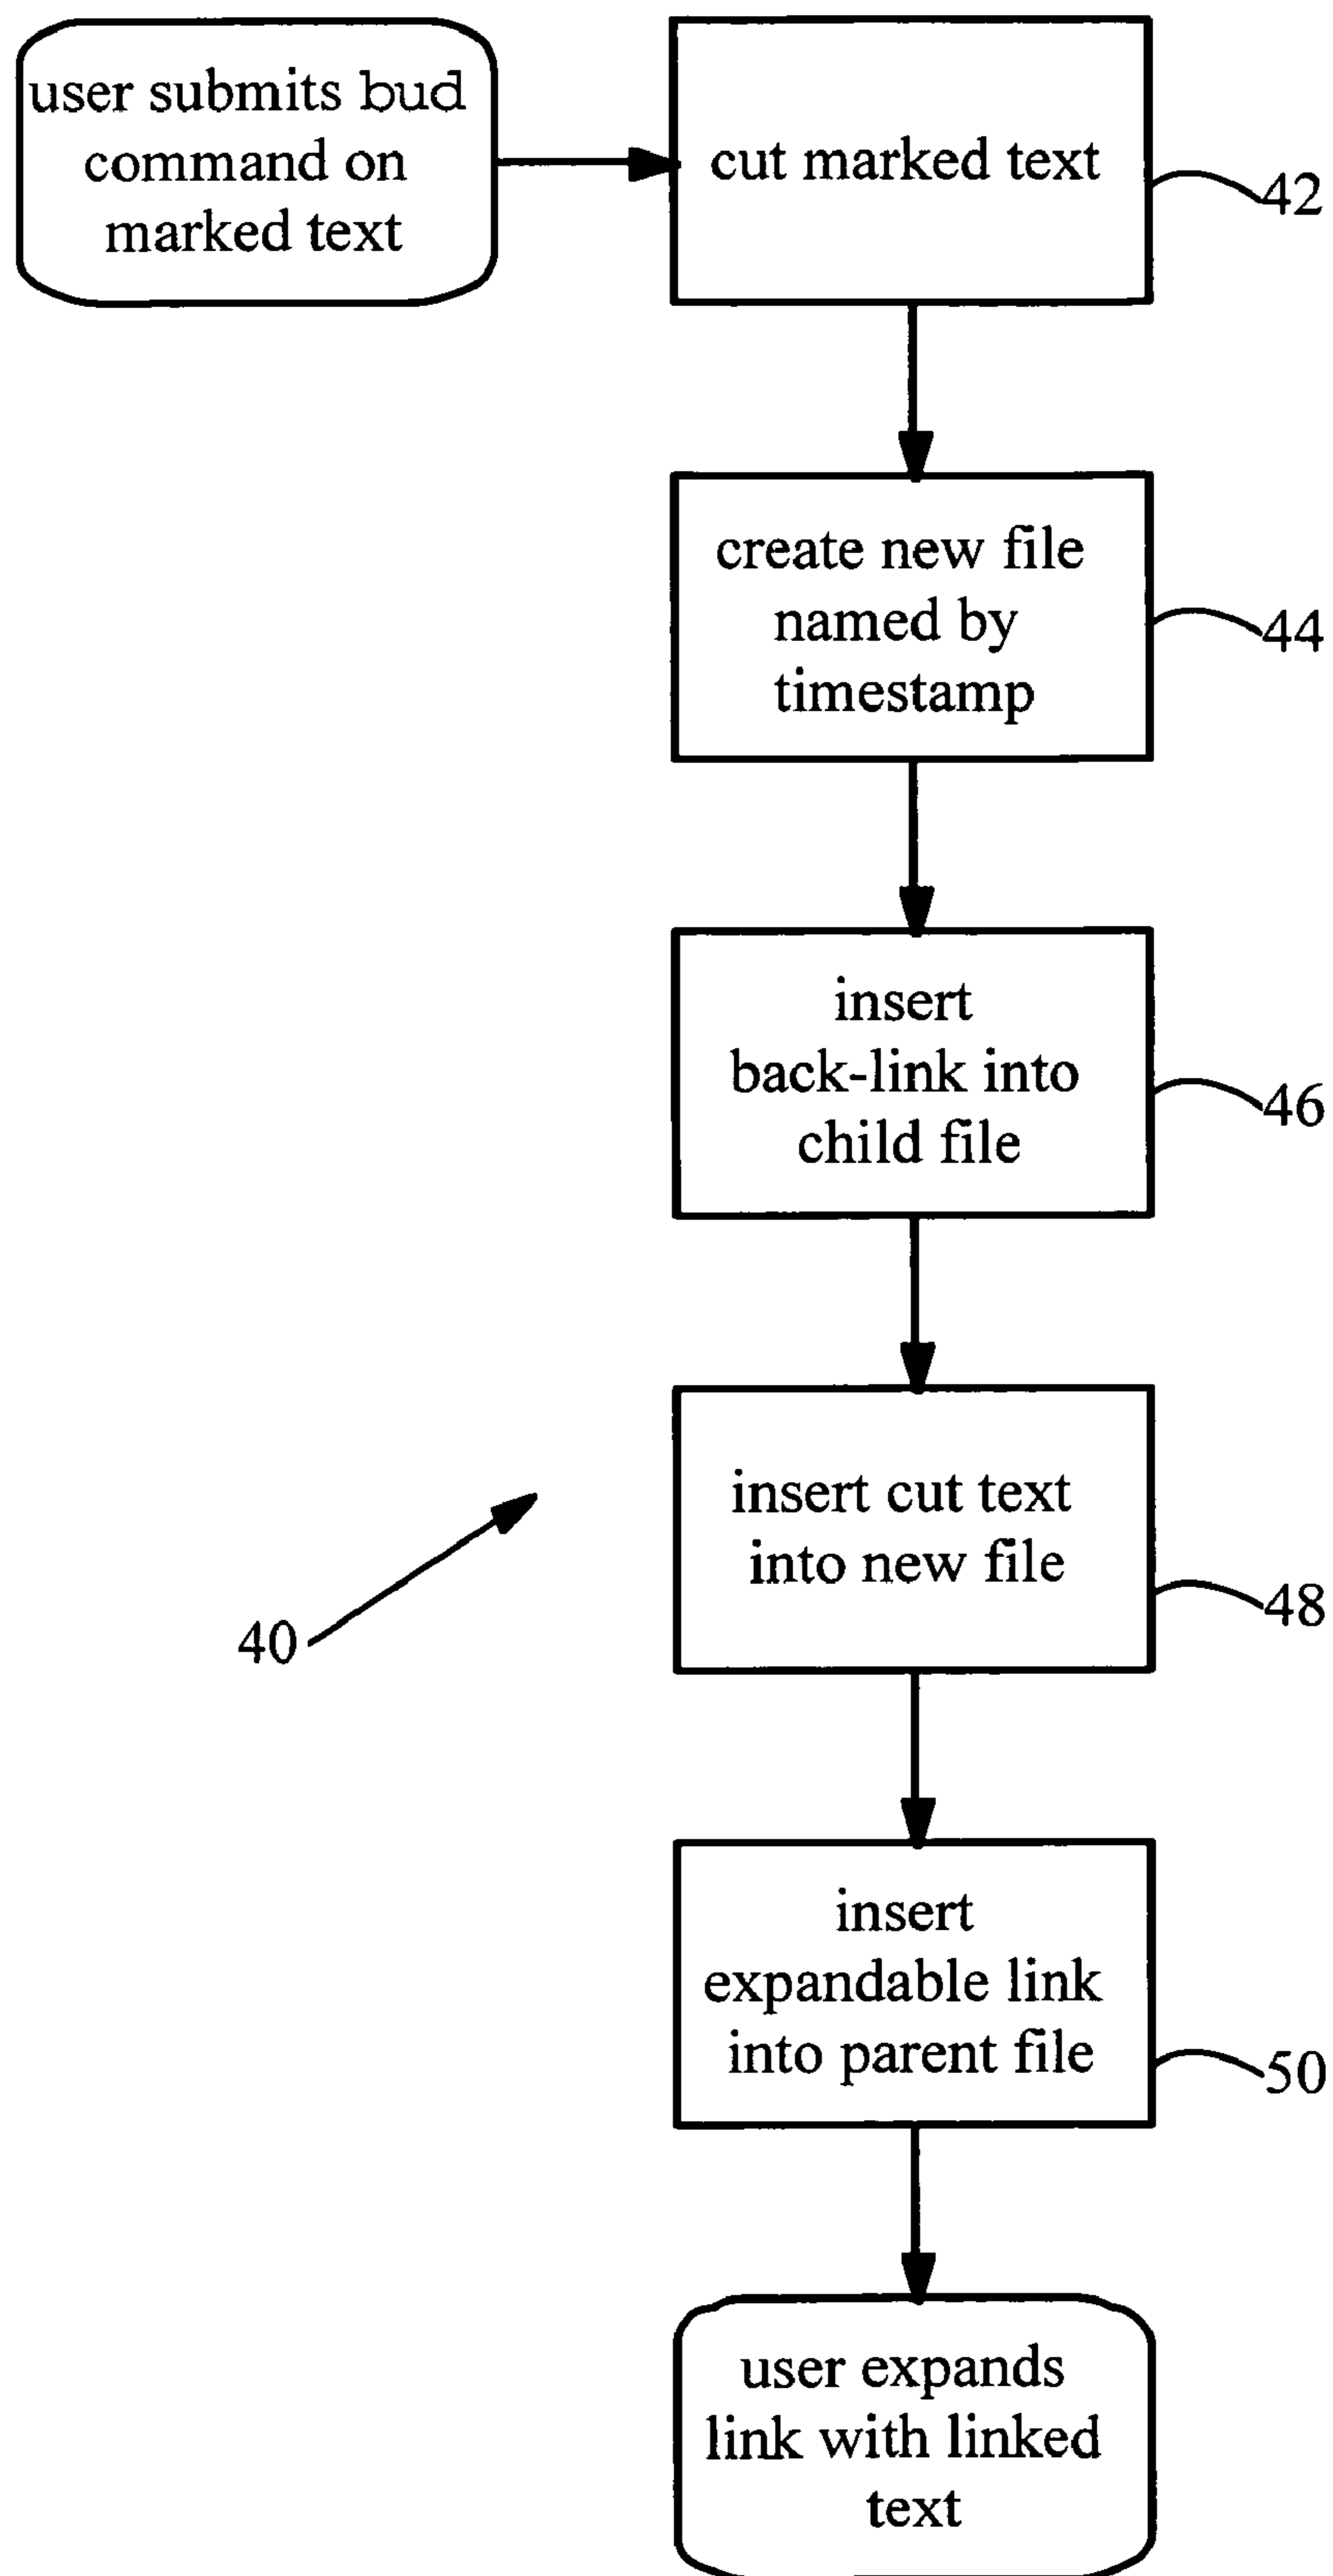 user submits bud
command on
marked text
cut marked text
42
create new file
named by
timestamp
44
insert
back-link into
child file
46
insert cut text
into new file
48
40
insert
expandable link
into parent file
50
user expands
link with linked
text